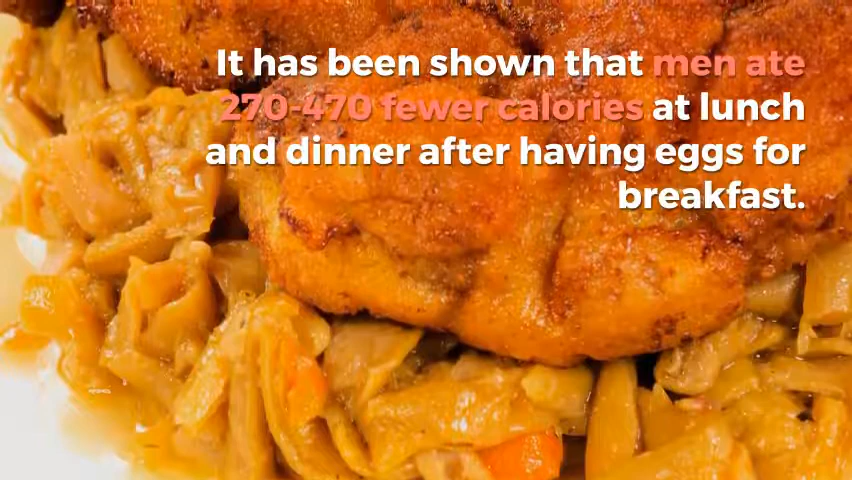 It has been shown that men ate
270-470 fewer calories at lunch
and dinner after having eggs for
breakfast.